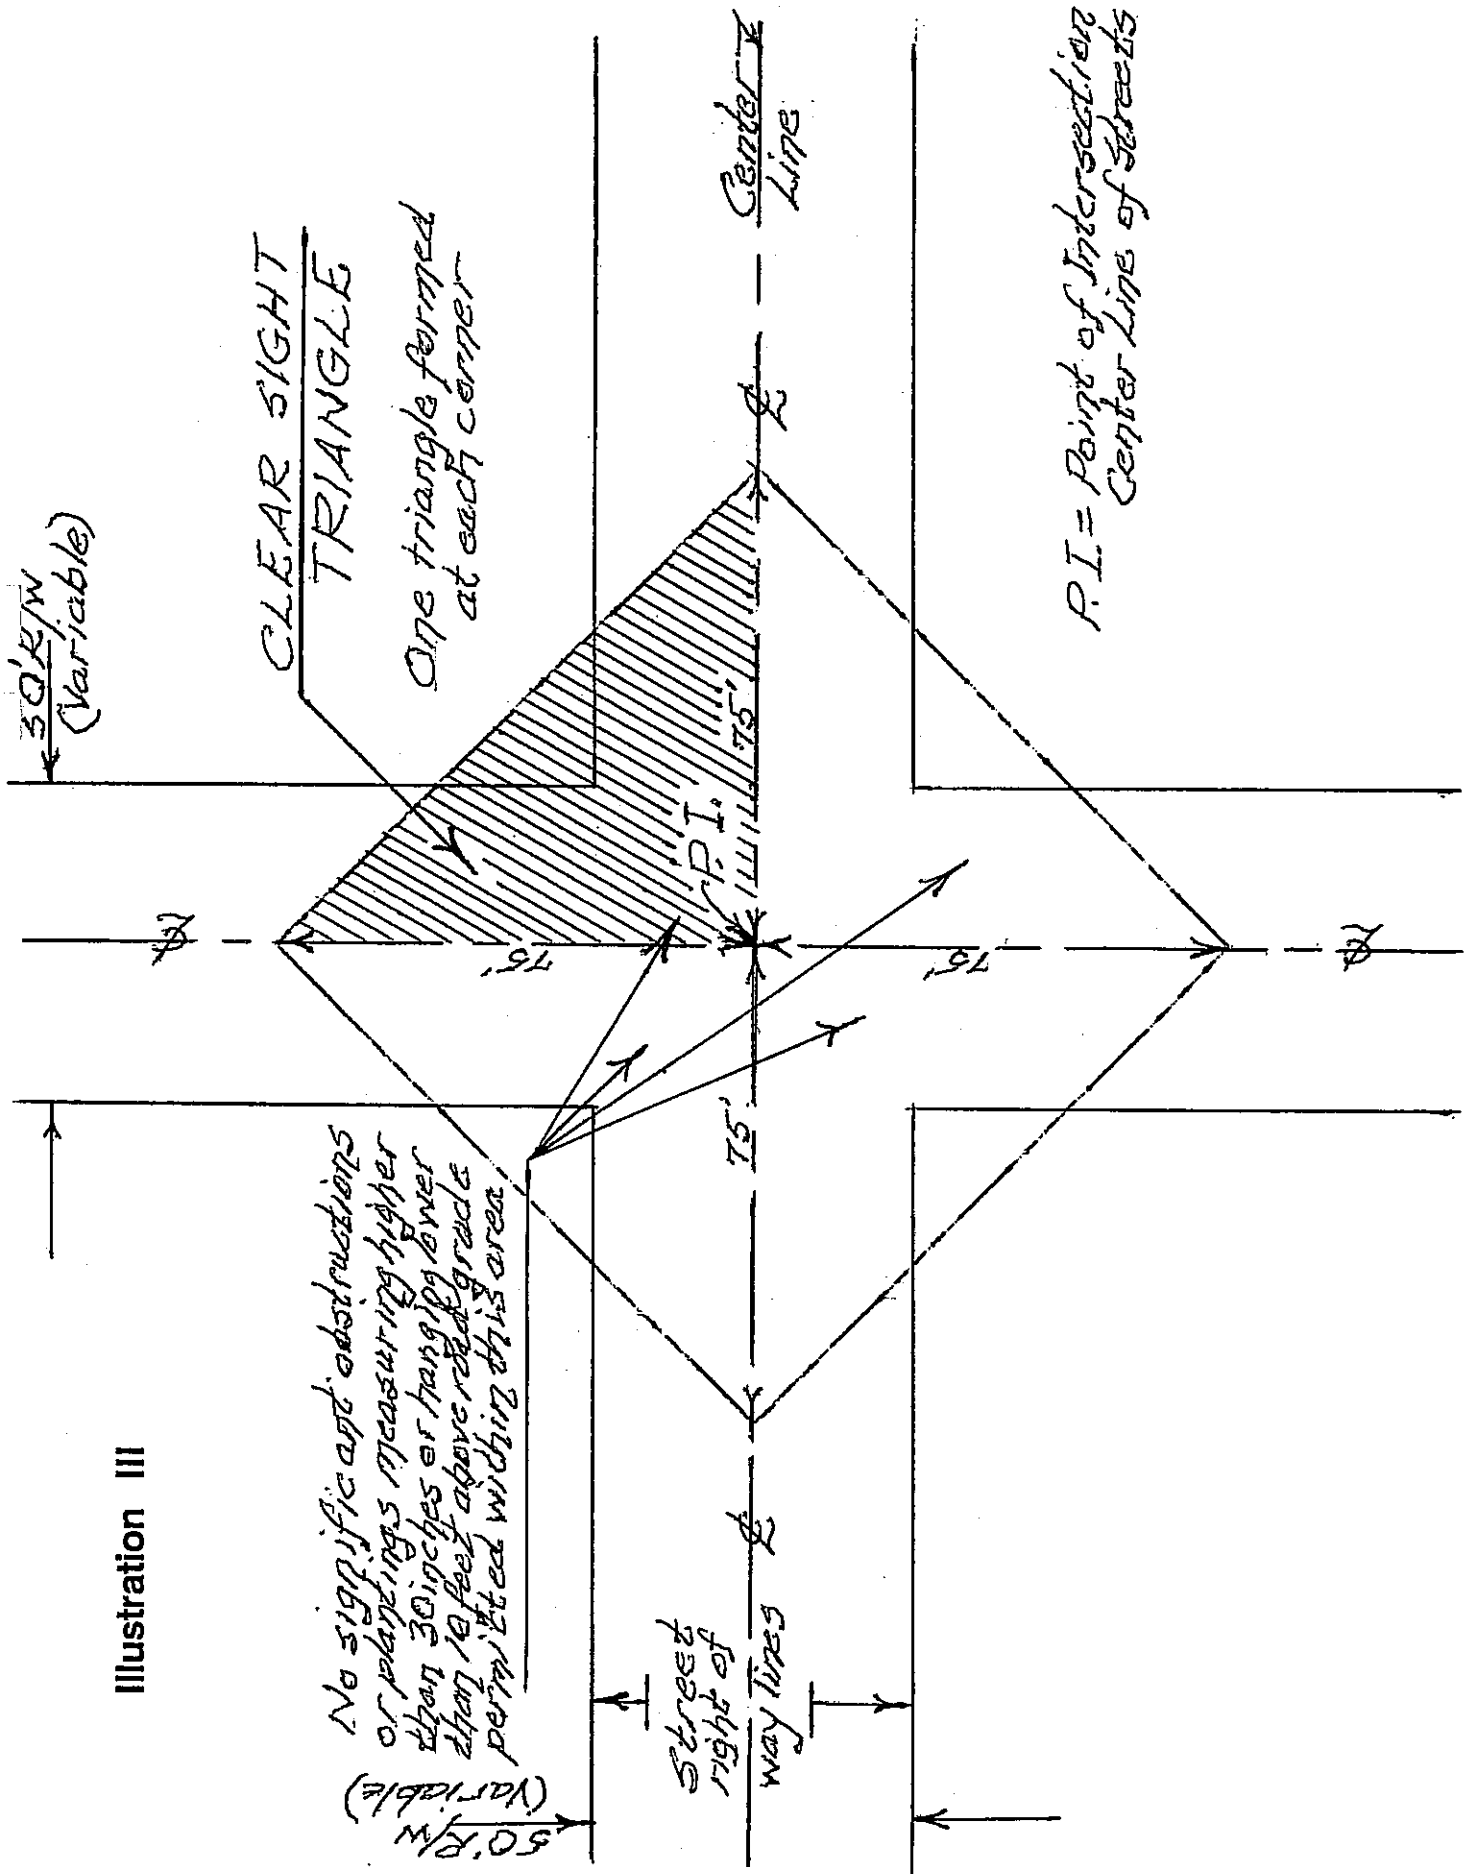 Illustration III
No significant obstructions
or plantings measuring higher
than 30 inches or hanging lower
than 10 feet above road grade
permitted within this area
50' R/W
(Variable)
CLEAR SIGHT
TRIANGLE
One triangle formed
at each corner
50' R/W
(Variable)
Street
right of
way lines
℄
75'
75'
P.I.
75'
75'
℄
℄
℄
Center
Line
P.I. = Point of Intersection
Center Line of Streets